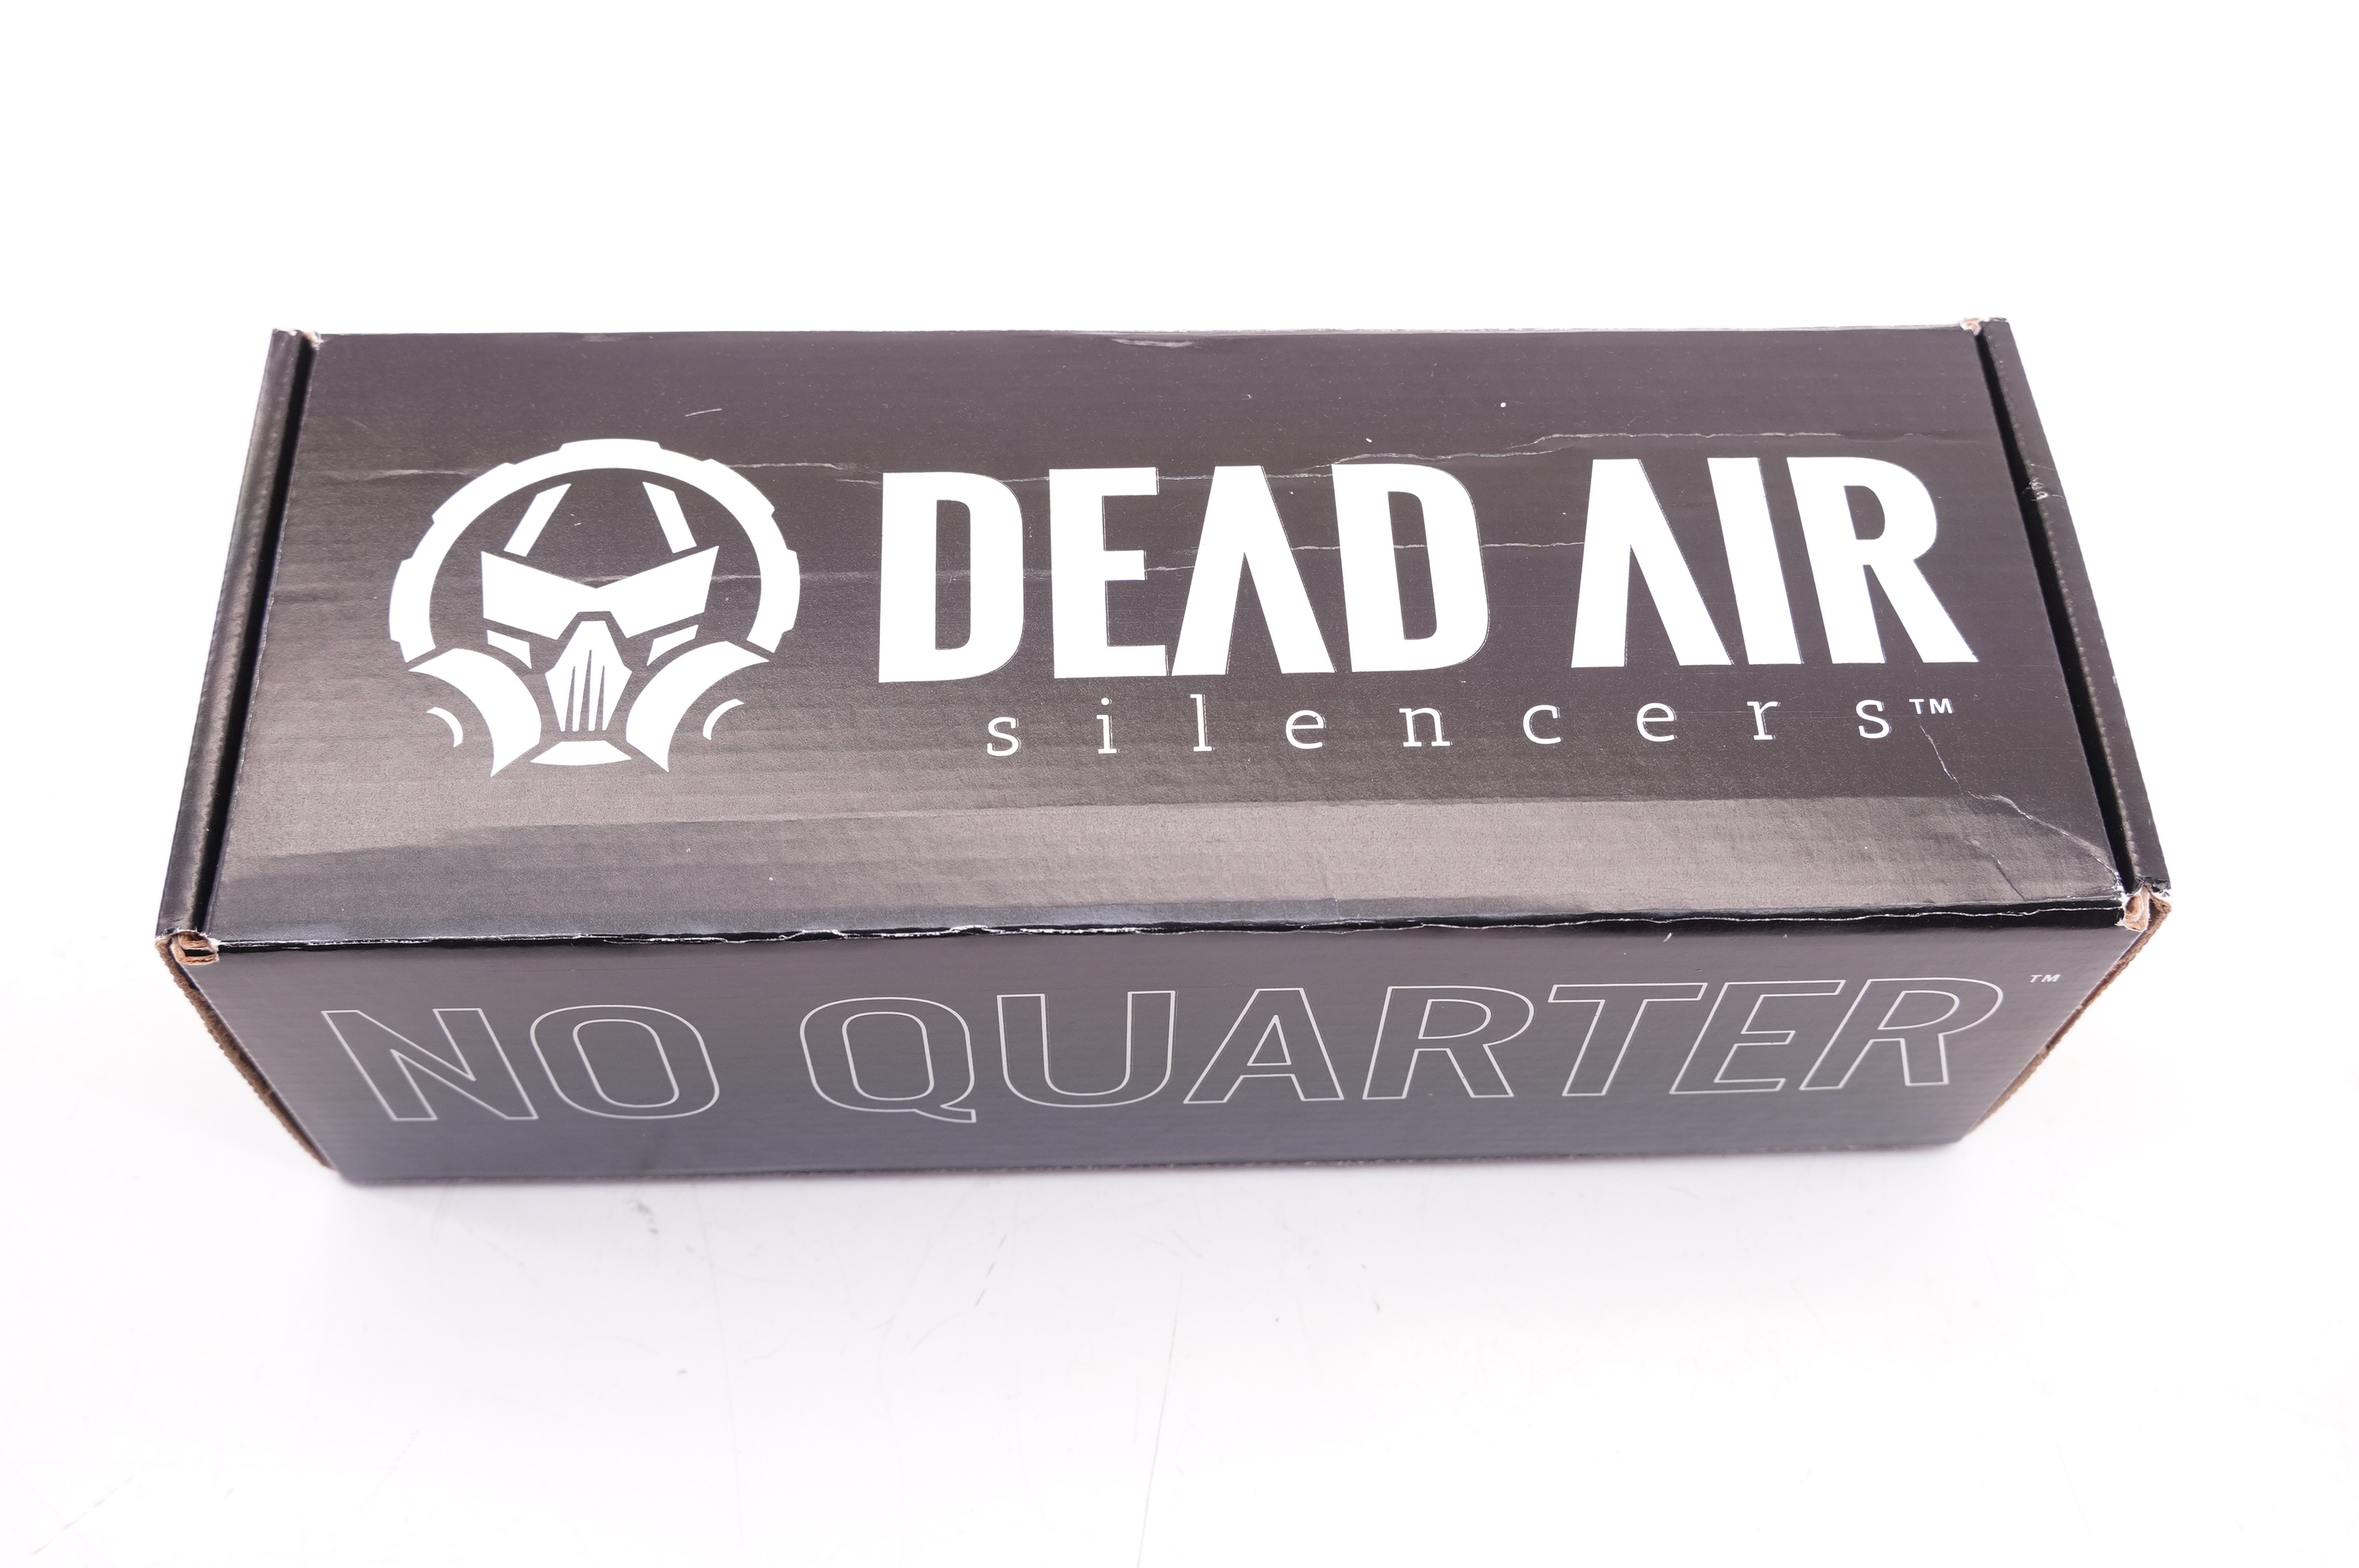 DEAD AIR
silencers™
NO QUARTER™